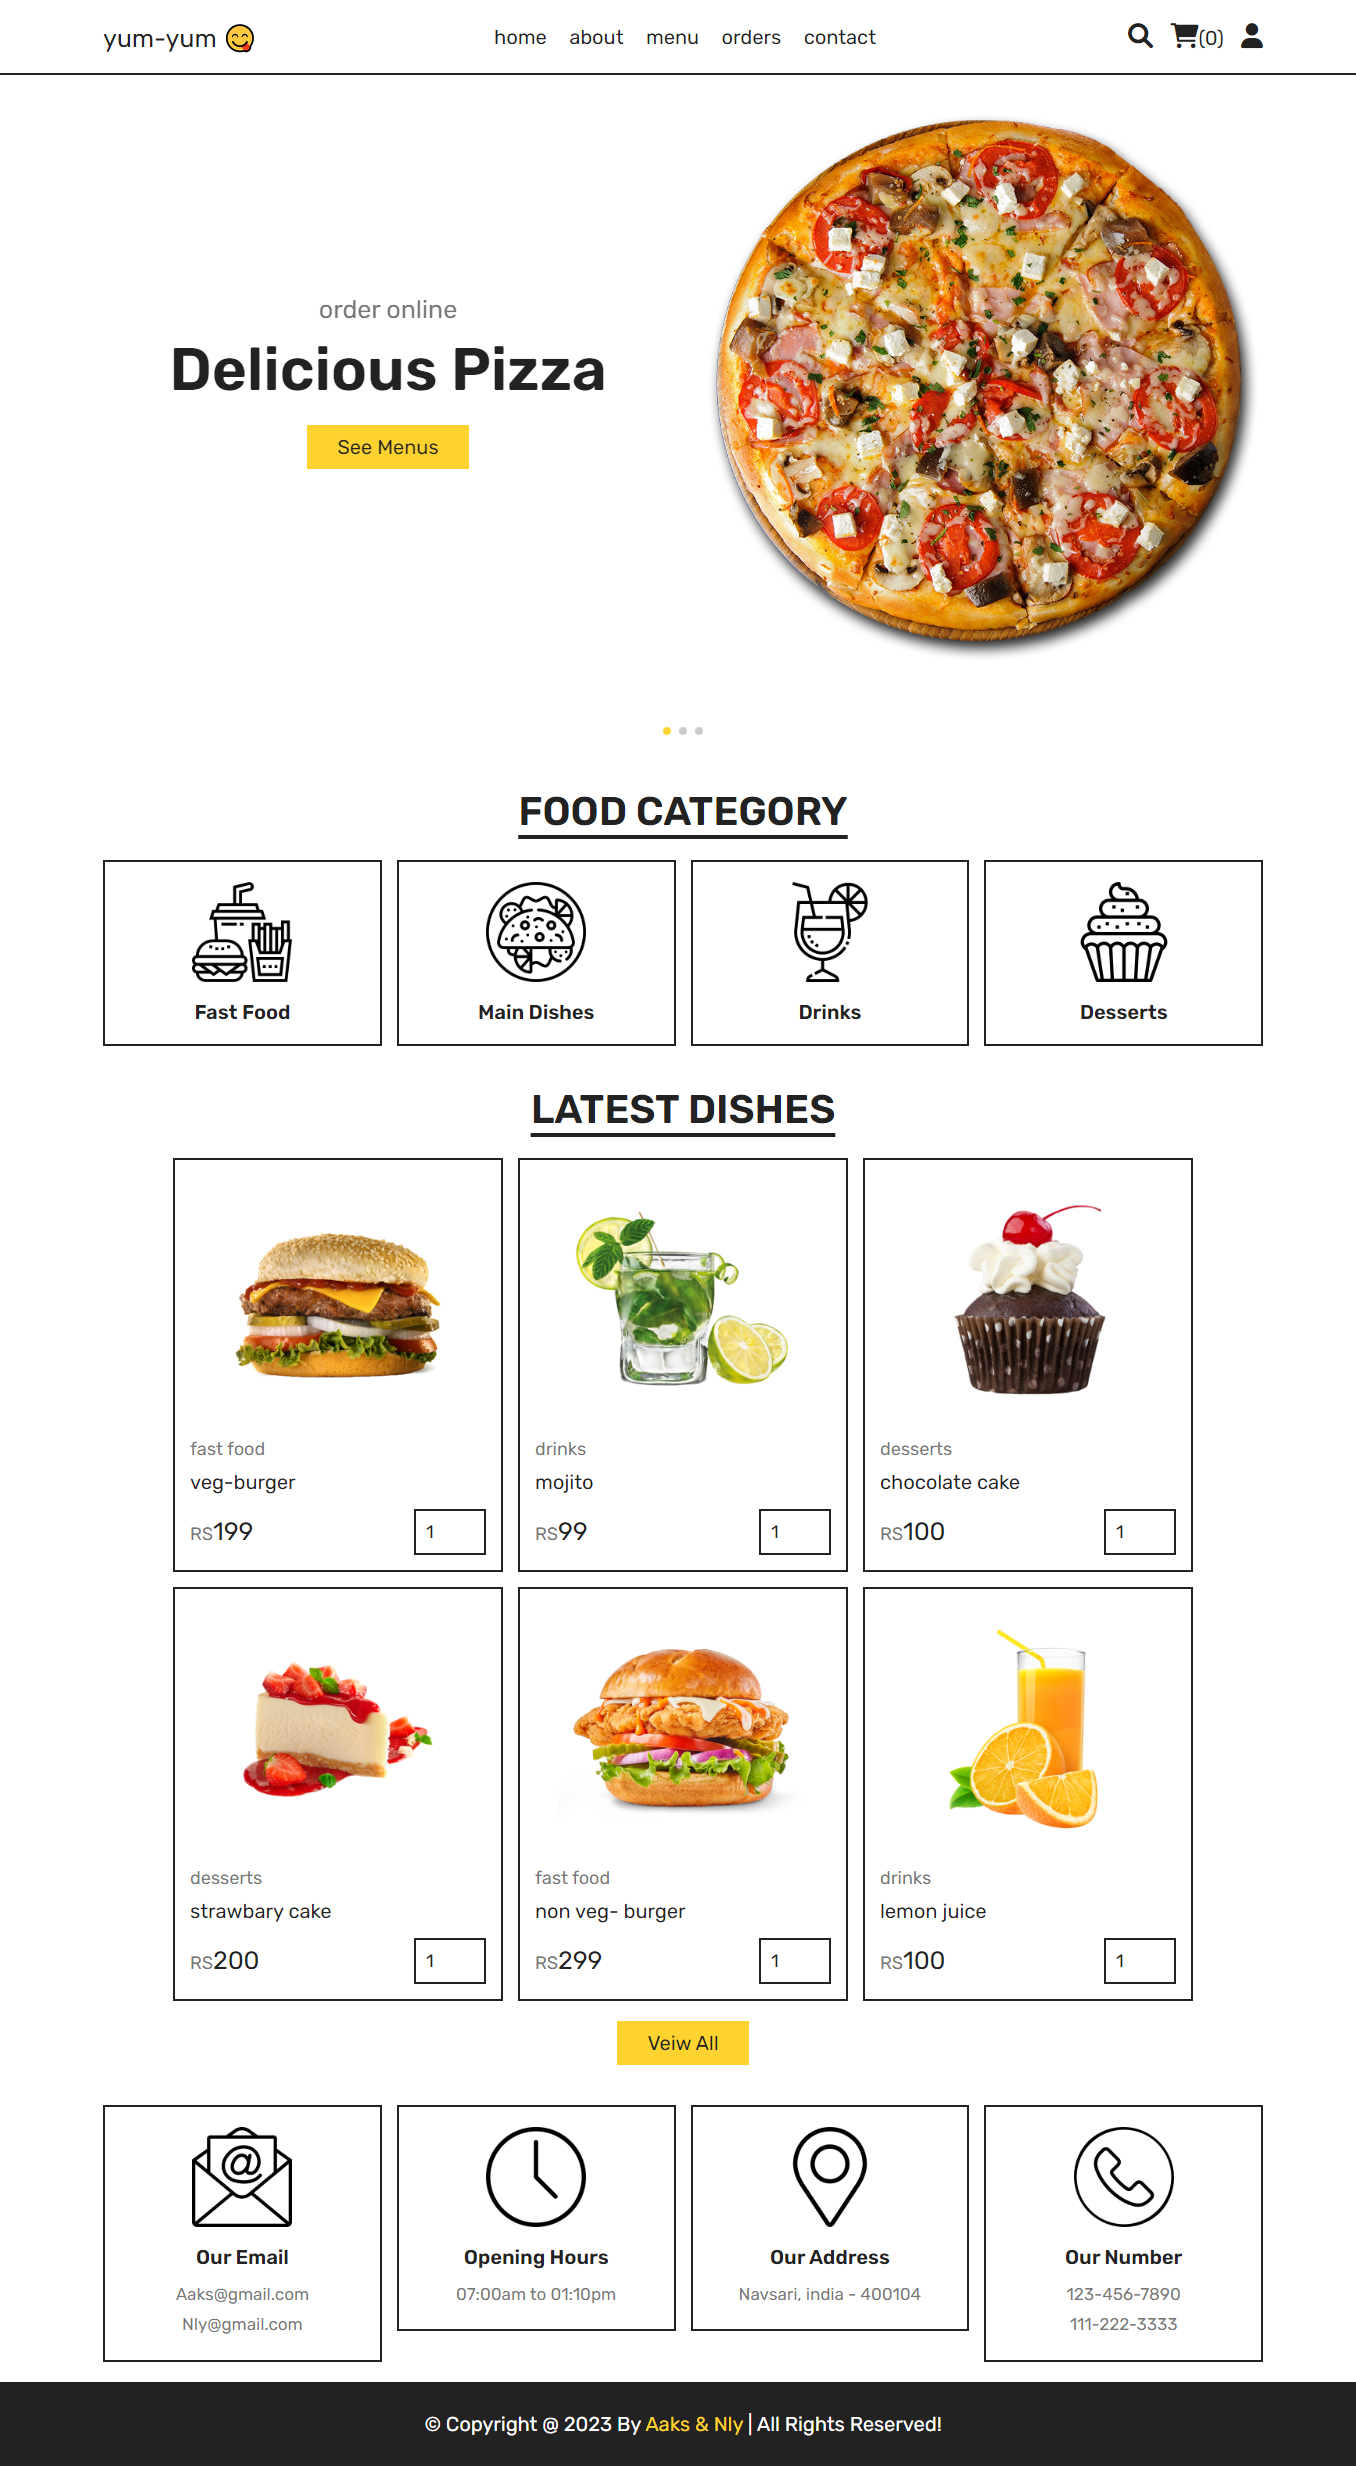 yum-yum 😋
home about menu orders contact
(0)
order online
Delicious Pizza
See Menus
FOOD CATEGORY
Fast Food
Main Dishes
Drinks
Desserts
LATEST DISHES
fast food
veg-burger
RS199 1
drinks
mojito
RS99 1
desserts
chocolate cake
RS100 1
desserts
strawbary cake
RS200 1
fast food
non veg- burger
RS299 1
drinks
lemon juice
RS100 1
Veiw All
Our Email
Aaks@gmail.com
Nly@gmail.com
Opening Hours
07:00am to 01:10pm
Our Address
Navsari, india - 400104
Our Number
123-456-7890
111-222-3333
© Copyright @ 2023 By Aaks & Nly | All Rights Reserved!